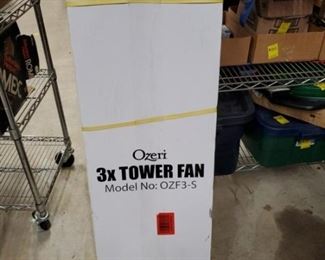 Ozeri
3x TOWER FAN
Model No: OZF3-S